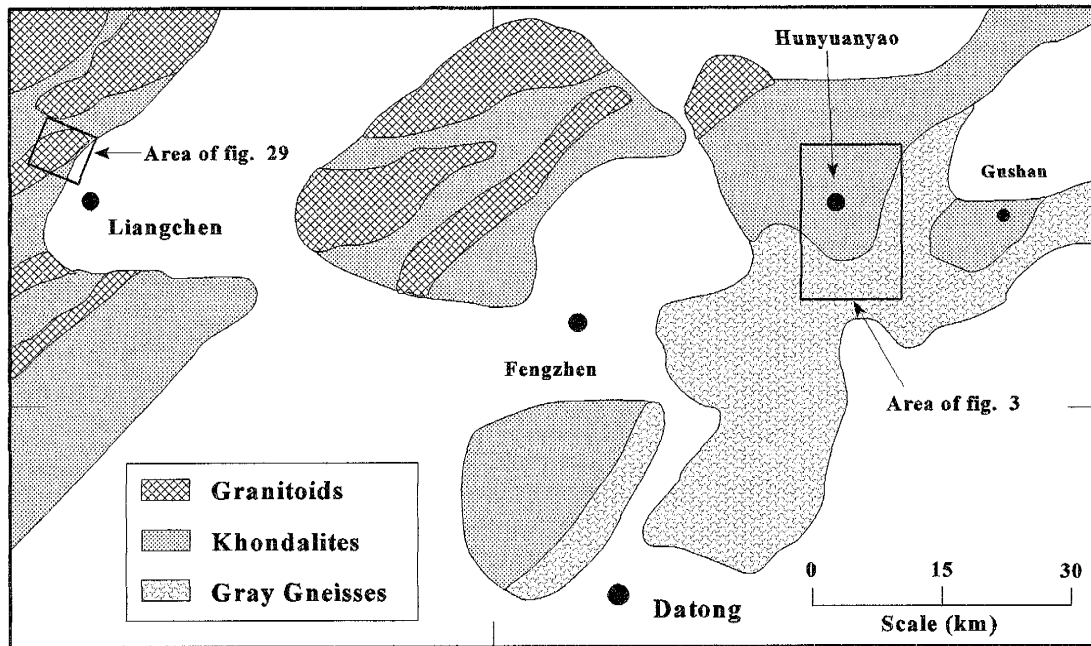 Hunyuanyao
Area of fig. 29
Gushan
Liangchen
Fengzhen
Area of fig. 3
Granitoids
Khondalites
Gray Gneisses
Datong
0 15 30
Scale (km)